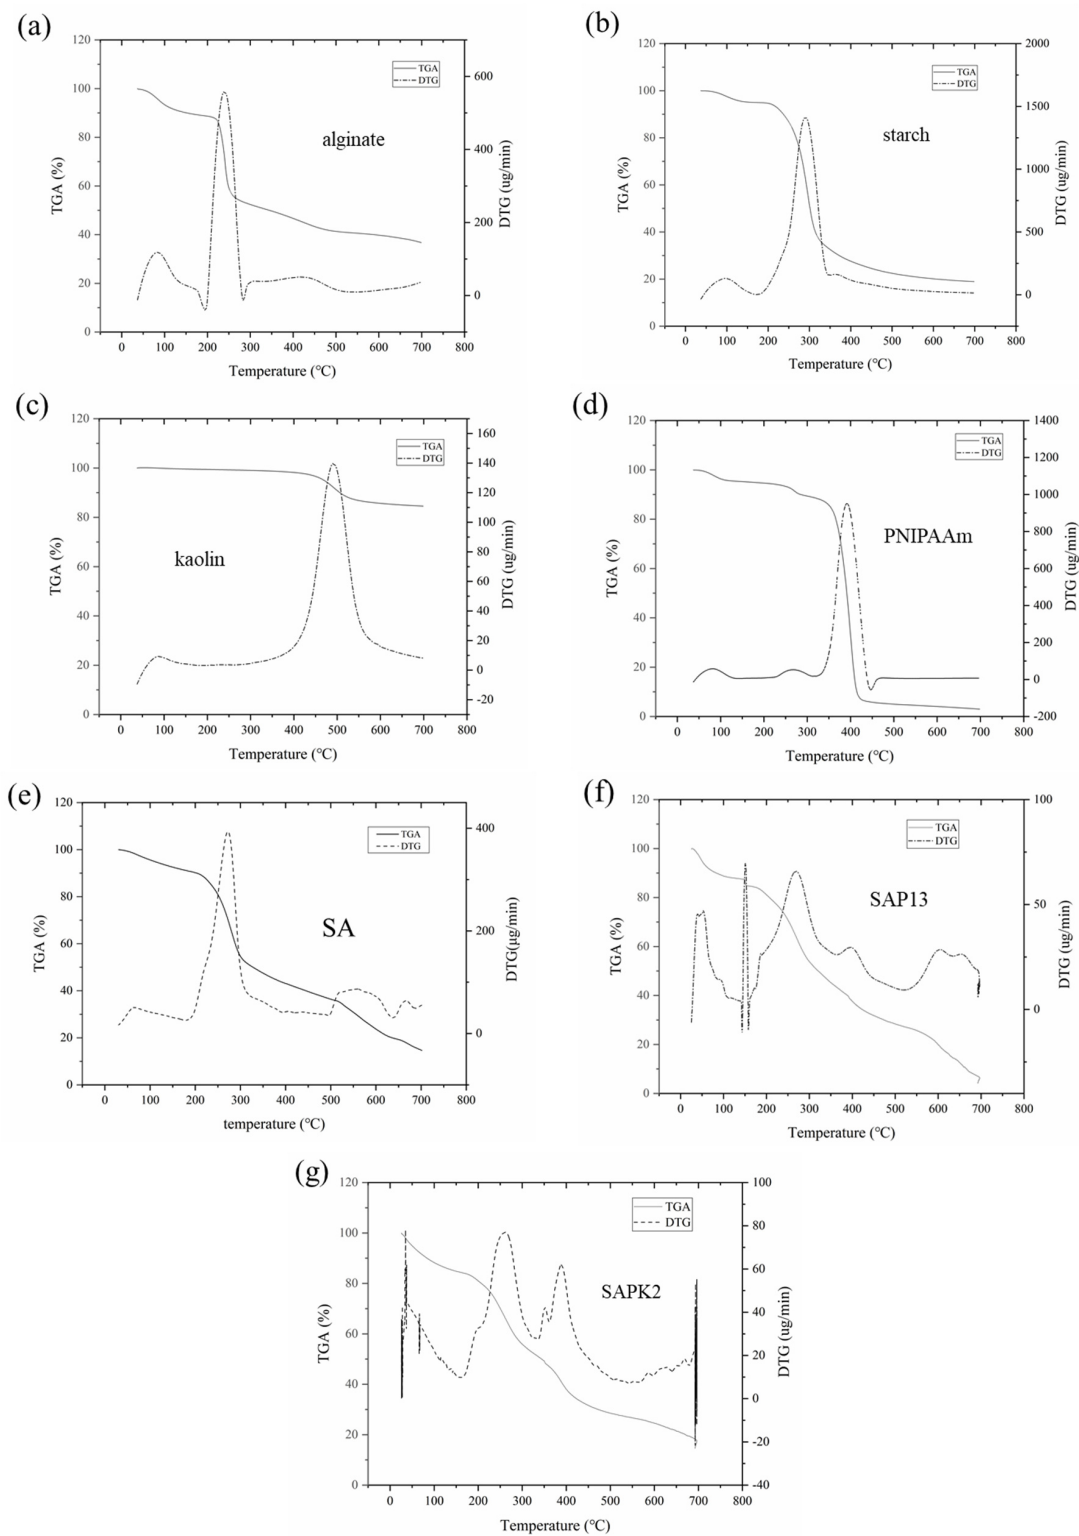 (a)
120
100
80
60
40
20
0
TGA (%)
600
400
200
0
DTG (ug/min)
TGA
DTG
alginate
0 100 200 300 400 500 600 700 800
Temperature (℃)
(b)
120
100
80
60
40
20
0
TGA (%)
2000
1500
1000
500
0
DTG (ug/min)
TGA
DTG
starch
0 100 200 300 400 500 600 700 800
Temperature (℃)
(c)
120
100
80
60
40
20
0
TGA (%)
160
140
120
100
80
60
40
20
0
-20
DTG (ug/min)
TGA
DTG
kaolin
0 100 200 300 400 500 600 700 800
Temperature (℃)
(d)
120
100
80
60
40
20
0
TGA (%)
1400
1200
1000
800
600
400
200
0
-200
DTG (ug/min)
TGA
DTG
PNIPAAm
0 100 200 300 400 500 600 700 800
Temperature (℃)
(e)
120
100
80
60
40
20
0
TGA (%)
400
200
0
DTG(μg/min)
TGA
DTG
SA
0 100 200 300 400 500 600 700 800
temperature (℃)
(f)
120
100
80
60
40
20
0
TGA (%)
100
50
0
DTG (ug/min)
TGA
DTG
SAP13
0 100 200 300 400 500 600 700 800
Temperature (℃)
(g)
120
100
80
60
40
20
0
TGA (%)
100
80
60
40
20
0
-20
-40
DTG (ug/min)
TGA
DTG
SAPK2
0 100 200 300 400 500 600 700 800
Temperature (℃)